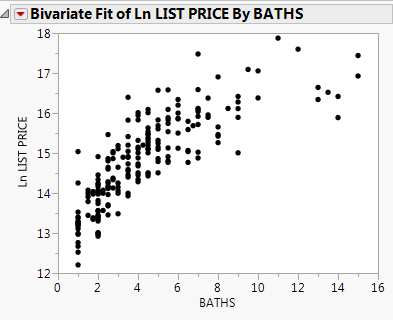 Bivariate Fit of Ln LIST PRICE By BATHS
18
17
16
15
14
13
12
Ln LIST PRICE
0 2 4 6 8 10 12 14 16
BATHS